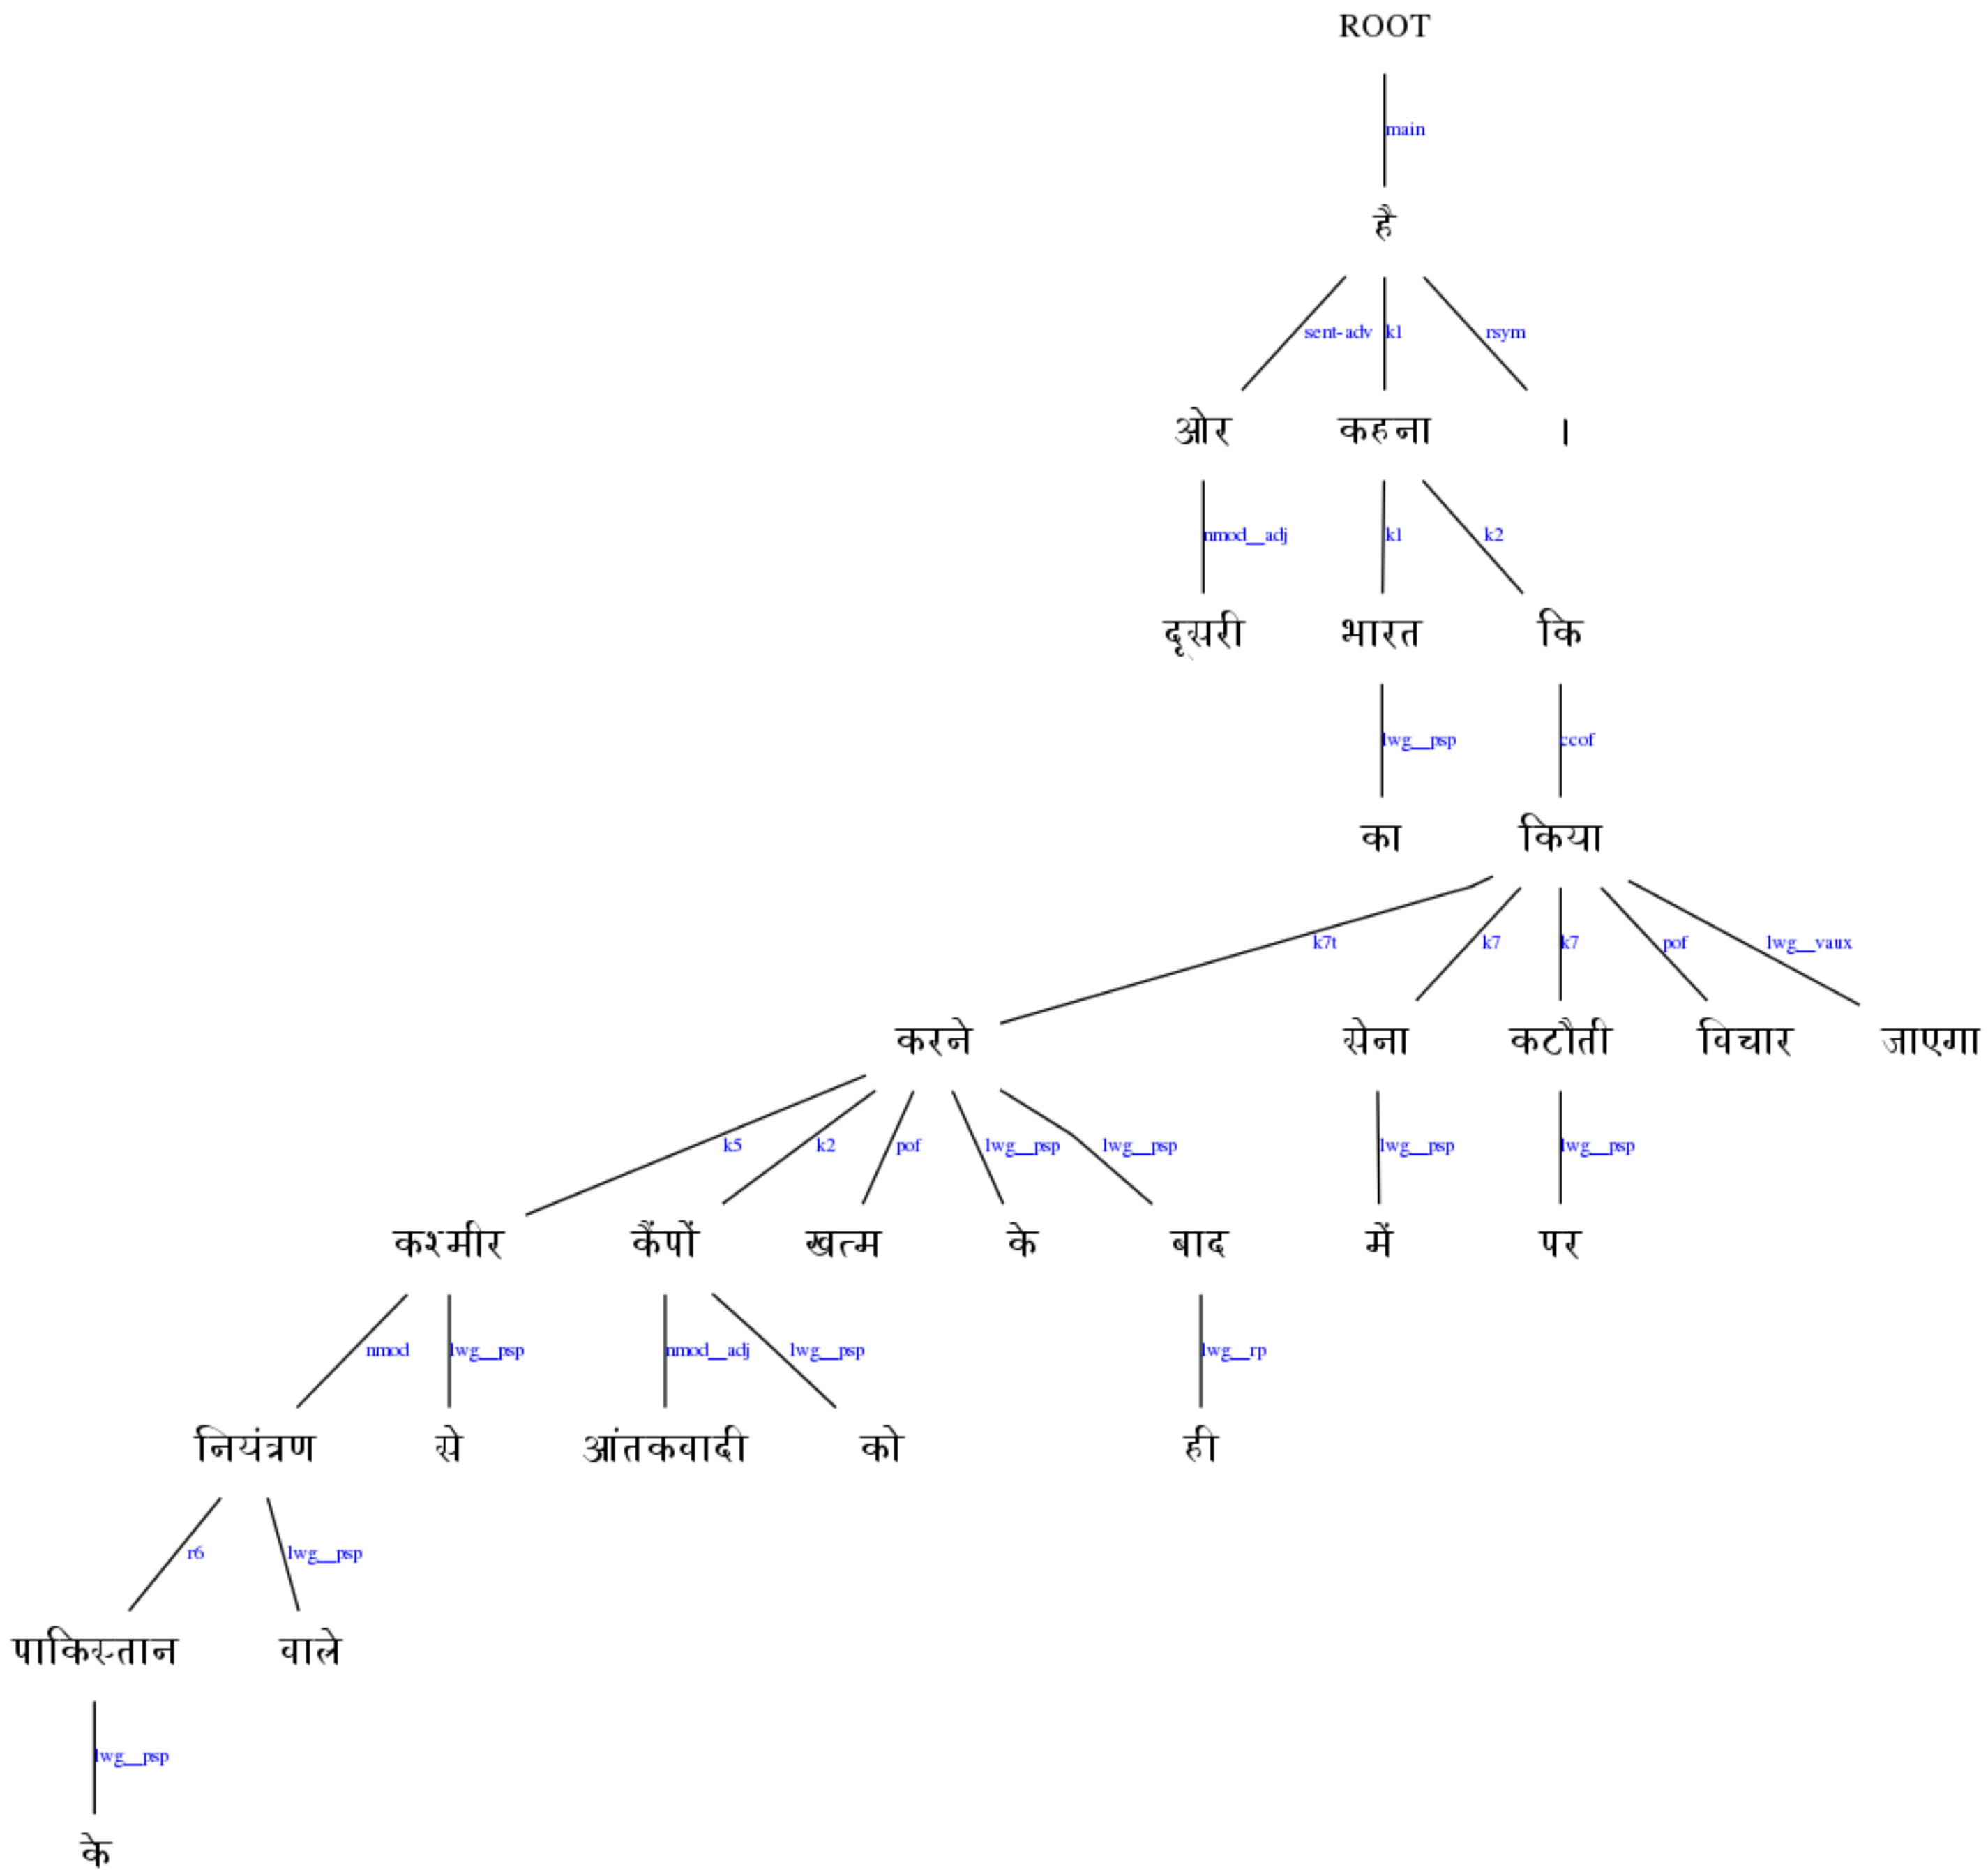 ROOT
main
है
sent-adv k1 rsym
ओर कहना ।
nmod__adj k1 k2
दूसरी भारत कि
lwg__psp ccof
का किया
k7t k7 k7 pof lwg__vaux
करने सेना कटौती विचार जाएगा
k5 k2 pof lwg__psp lwg__psp lwg__psp lwg__psp
कश्मीर कैंपों खत्म के बाद में पर
nmod lwg__psp nmod__adj lwg__psp lwg__rp
नियंत्रण से आंतकवादी को ही
r6 lwg__psp
पाकिस्तान वाले
lwg__psp
के